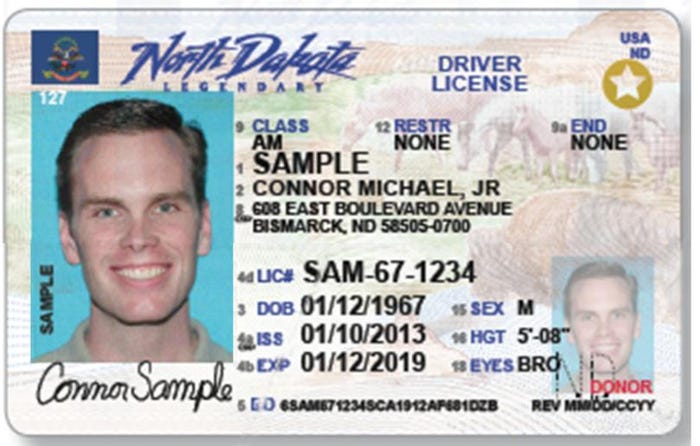 North Dakota
LEGENDARY
DRIVER
LICENSE
USA
ND
127
9 CLASS
AM
12 RESTR
NONE
9a END
NONE
1 SAMPLE
2 CONNOR MICHAEL, JR
8 608 EAST BOULEVARD AVENUE
BISMARCK, ND 58505-0700
4d LIC# SAM-67-1234
3 DOB 01/12/1967 15 SEX M
4a ISS 01/10/2013 16 HGT 5'-08"
4b EXP 01/12/2019 18 EYES BRO
SAMPLE
Connor Sample
ND
DONOR
5 DD 6SAM671234SCA1912AF681DZB
REV MM/DD/CCYY